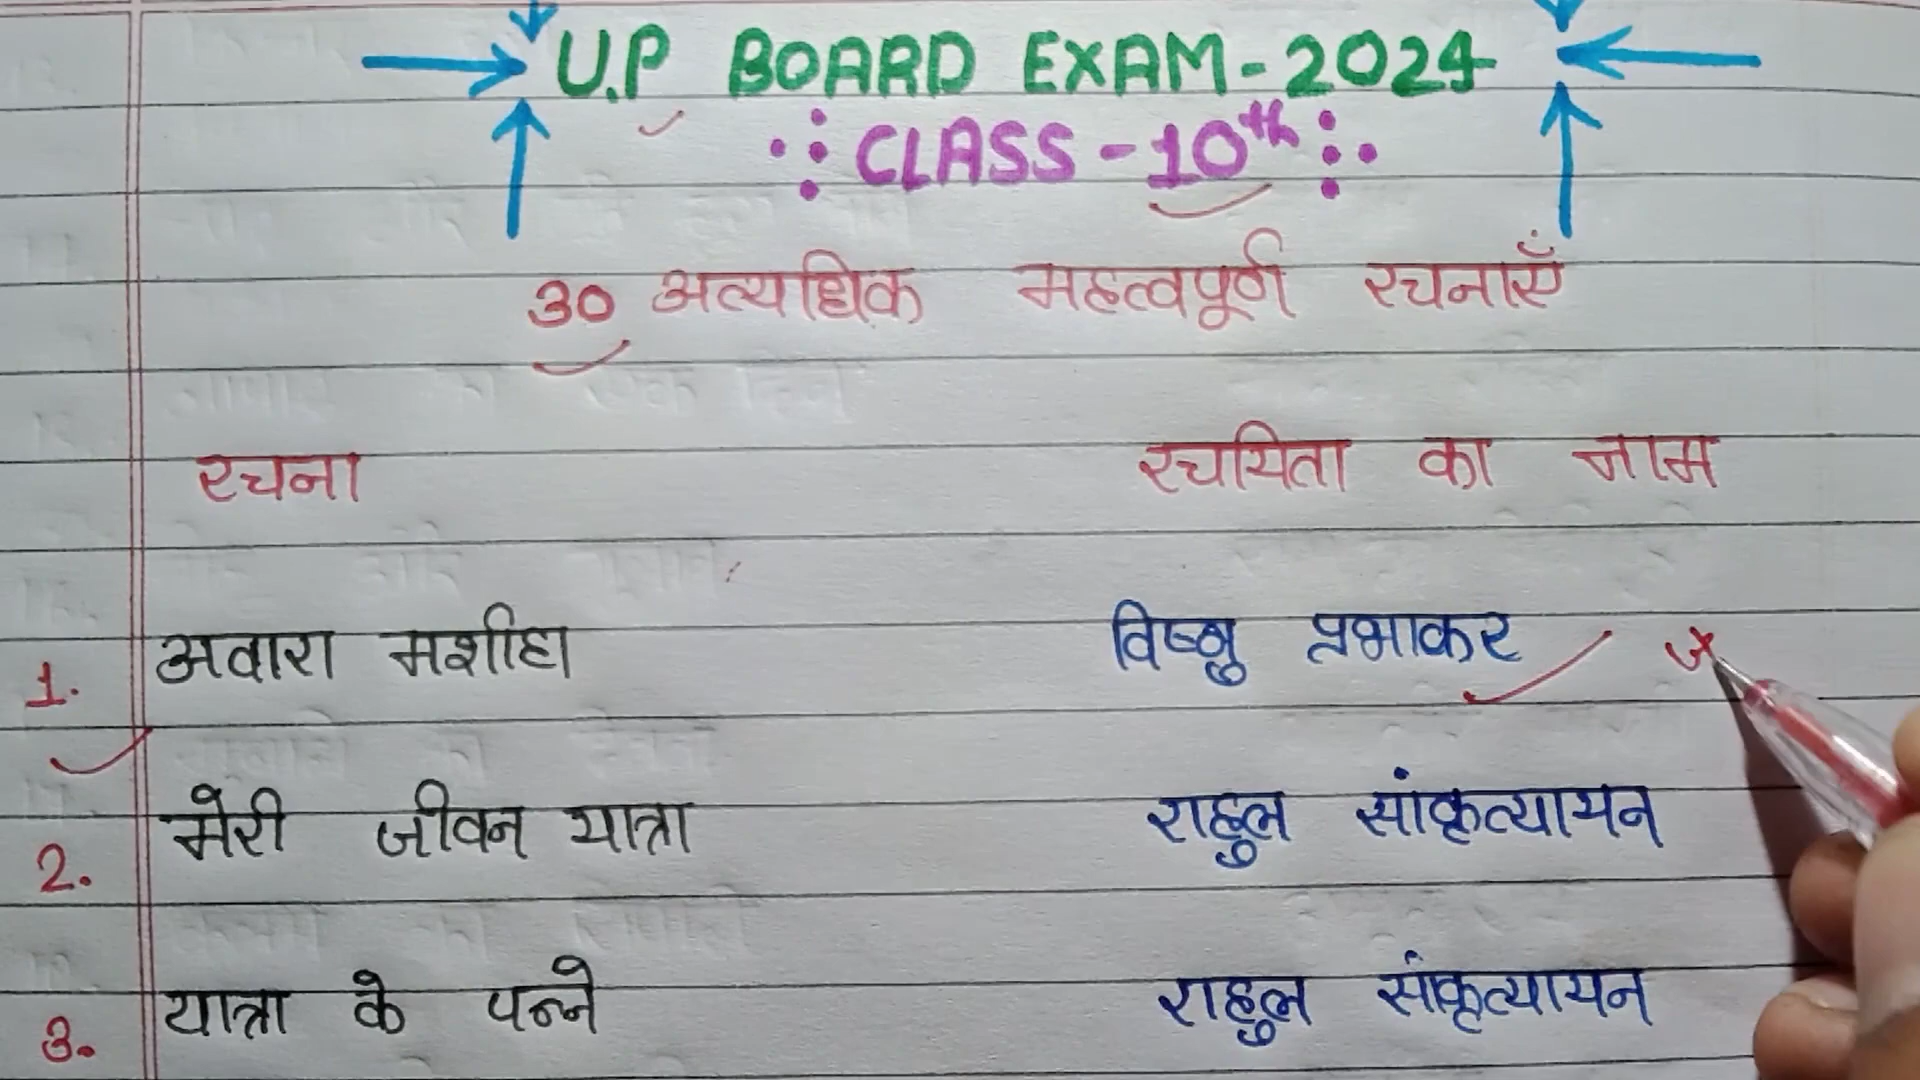 U.P BOARD EXAM-2024
CLASS-10th
30 अत्यधिक महत्वपूर्ण रचनाएँ
रचना रचयिता का नाम
1. अवारा मशीहा विष्णु प्रभाकर
2. मेरी जीवन यात्रा राहुल सांकृत्यायन
3. यात्रा के पन्ने राहुल सांकृत्यायन